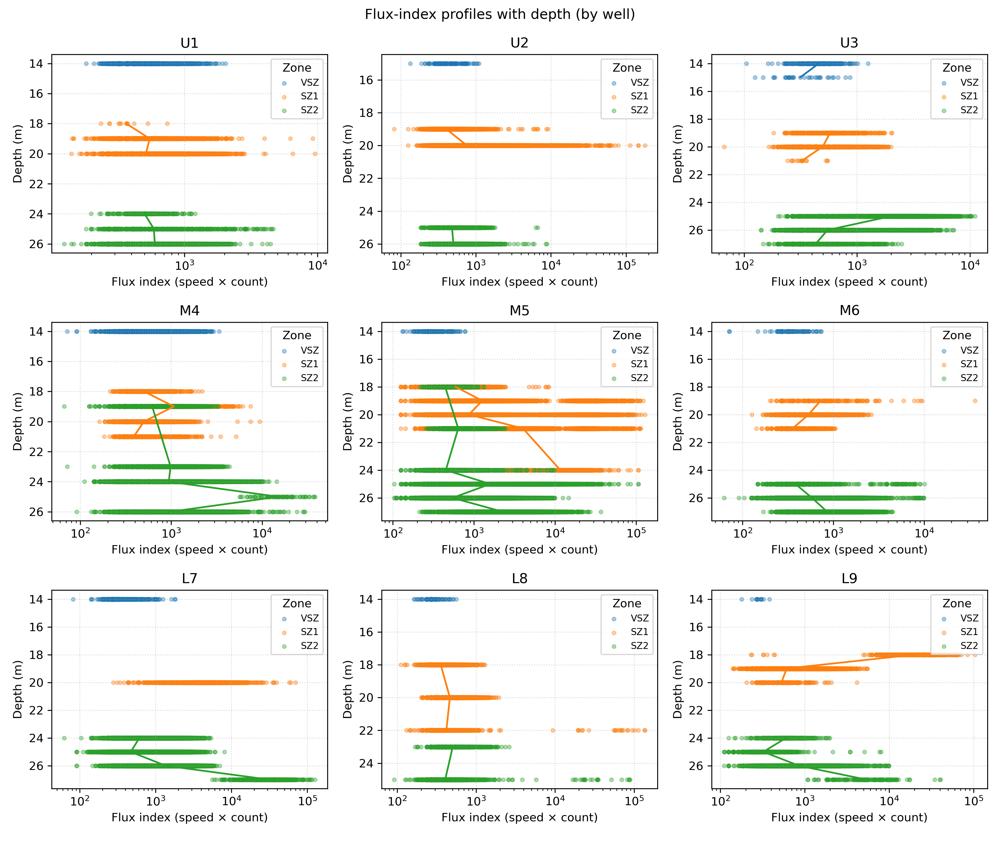 Flux-index profiles with depth (by well)
U1
Depth (m)
14
16
18
20
22
24
26
Zone
VSZ
SZ1
SZ2
10³
10⁴
Flux index (speed × count)
U2
Depth (m)
16
18
20
22
24
26
Zone
VSZ
SZ1
SZ2
10²
10³
10⁴
10⁵
Flux index (speed × count)
U3
Depth (m)
14
16
18
20
22
24
26
Zone
VSZ
SZ1
SZ2
10²
10³
10⁴
Flux index (speed × count)
M4
Depth (m)
14
16
18
20
22
24
26
Zone
VSZ
SZ1
SZ2
10²
10³
10⁴
Flux index (speed × count)
M5
Depth (m)
14
16
18
20
22
24
26
Zone
VSZ
SZ1
SZ2
10²
10³
10⁴
10⁵
Flux index (speed × count)
M6
Depth (m)
14
16
18
20
22
24
26
Zone
VSZ
SZ1
SZ2
10²
10³
10⁴
Flux index (speed × count)
L7
Depth (m)
14
16
18
20
22
24
26
Zone
VSZ
SZ1
SZ2
10²
10³
10⁴
10⁵
Flux index (speed × count)
L8
Depth (m)
14
16
18
20
22
24
Zone
VSZ
SZ1
SZ2
10²
10³
10⁴
10⁵
Flux index (speed × count)
L9
Depth (m)
14
16
18
20
22
24
26
Zone
VSZ
SZ1
SZ2
10²
10³
10⁴
10⁵
Flux index (speed × count)